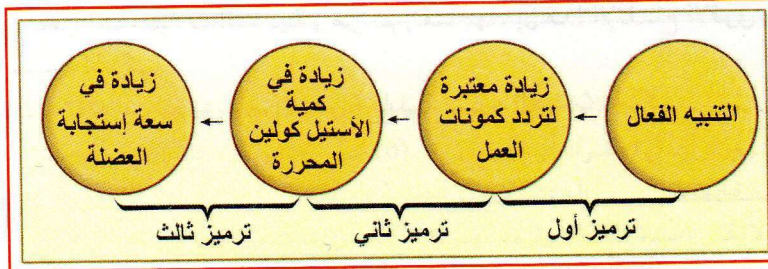 التنبيه الفعال
زيادة معتبرة
لتردد كمونات
العمل
زيادة في
كمية
الأستيل كولين
المحررة
زيادة في
سعة إستجابة
العضلة
ترميز أول
ترميز ثاني
ترميز ثالث